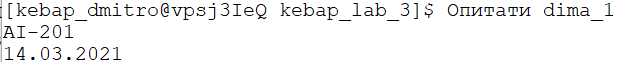 [kebap_dmitro@vpsj3IeQ kebap_lab_3]$ Опитати dima_1
AI-201
14.03.2021